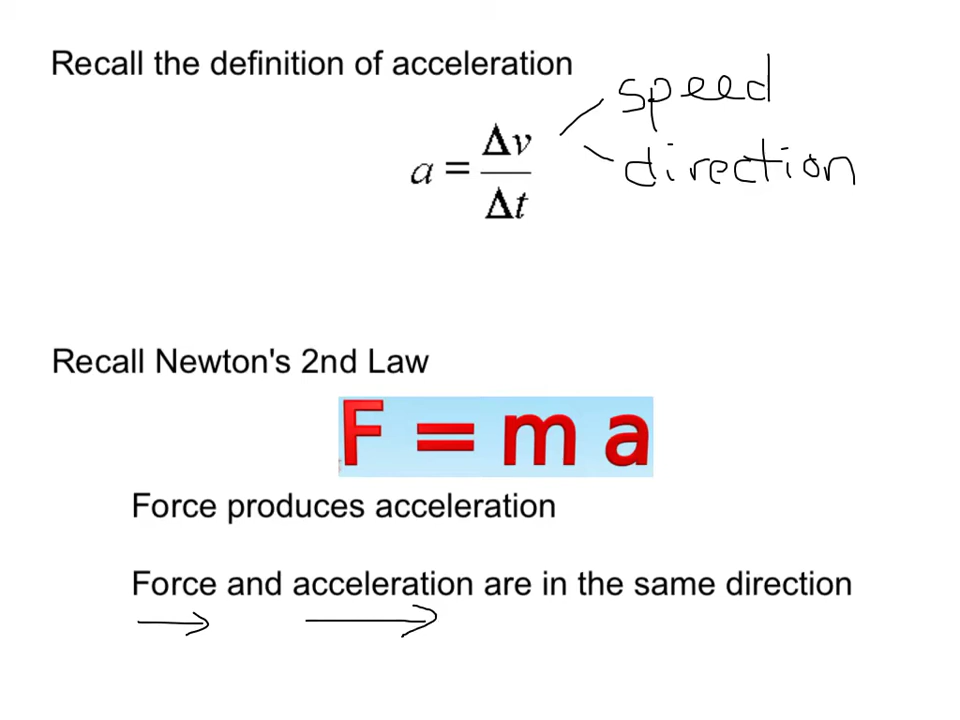 Recall the definition of acceleration
speed
a = Δv / Δt
direction
Recall Newton's 2nd Law
F = m a
Force produces acceleration
Force and acceleration are in the same direction